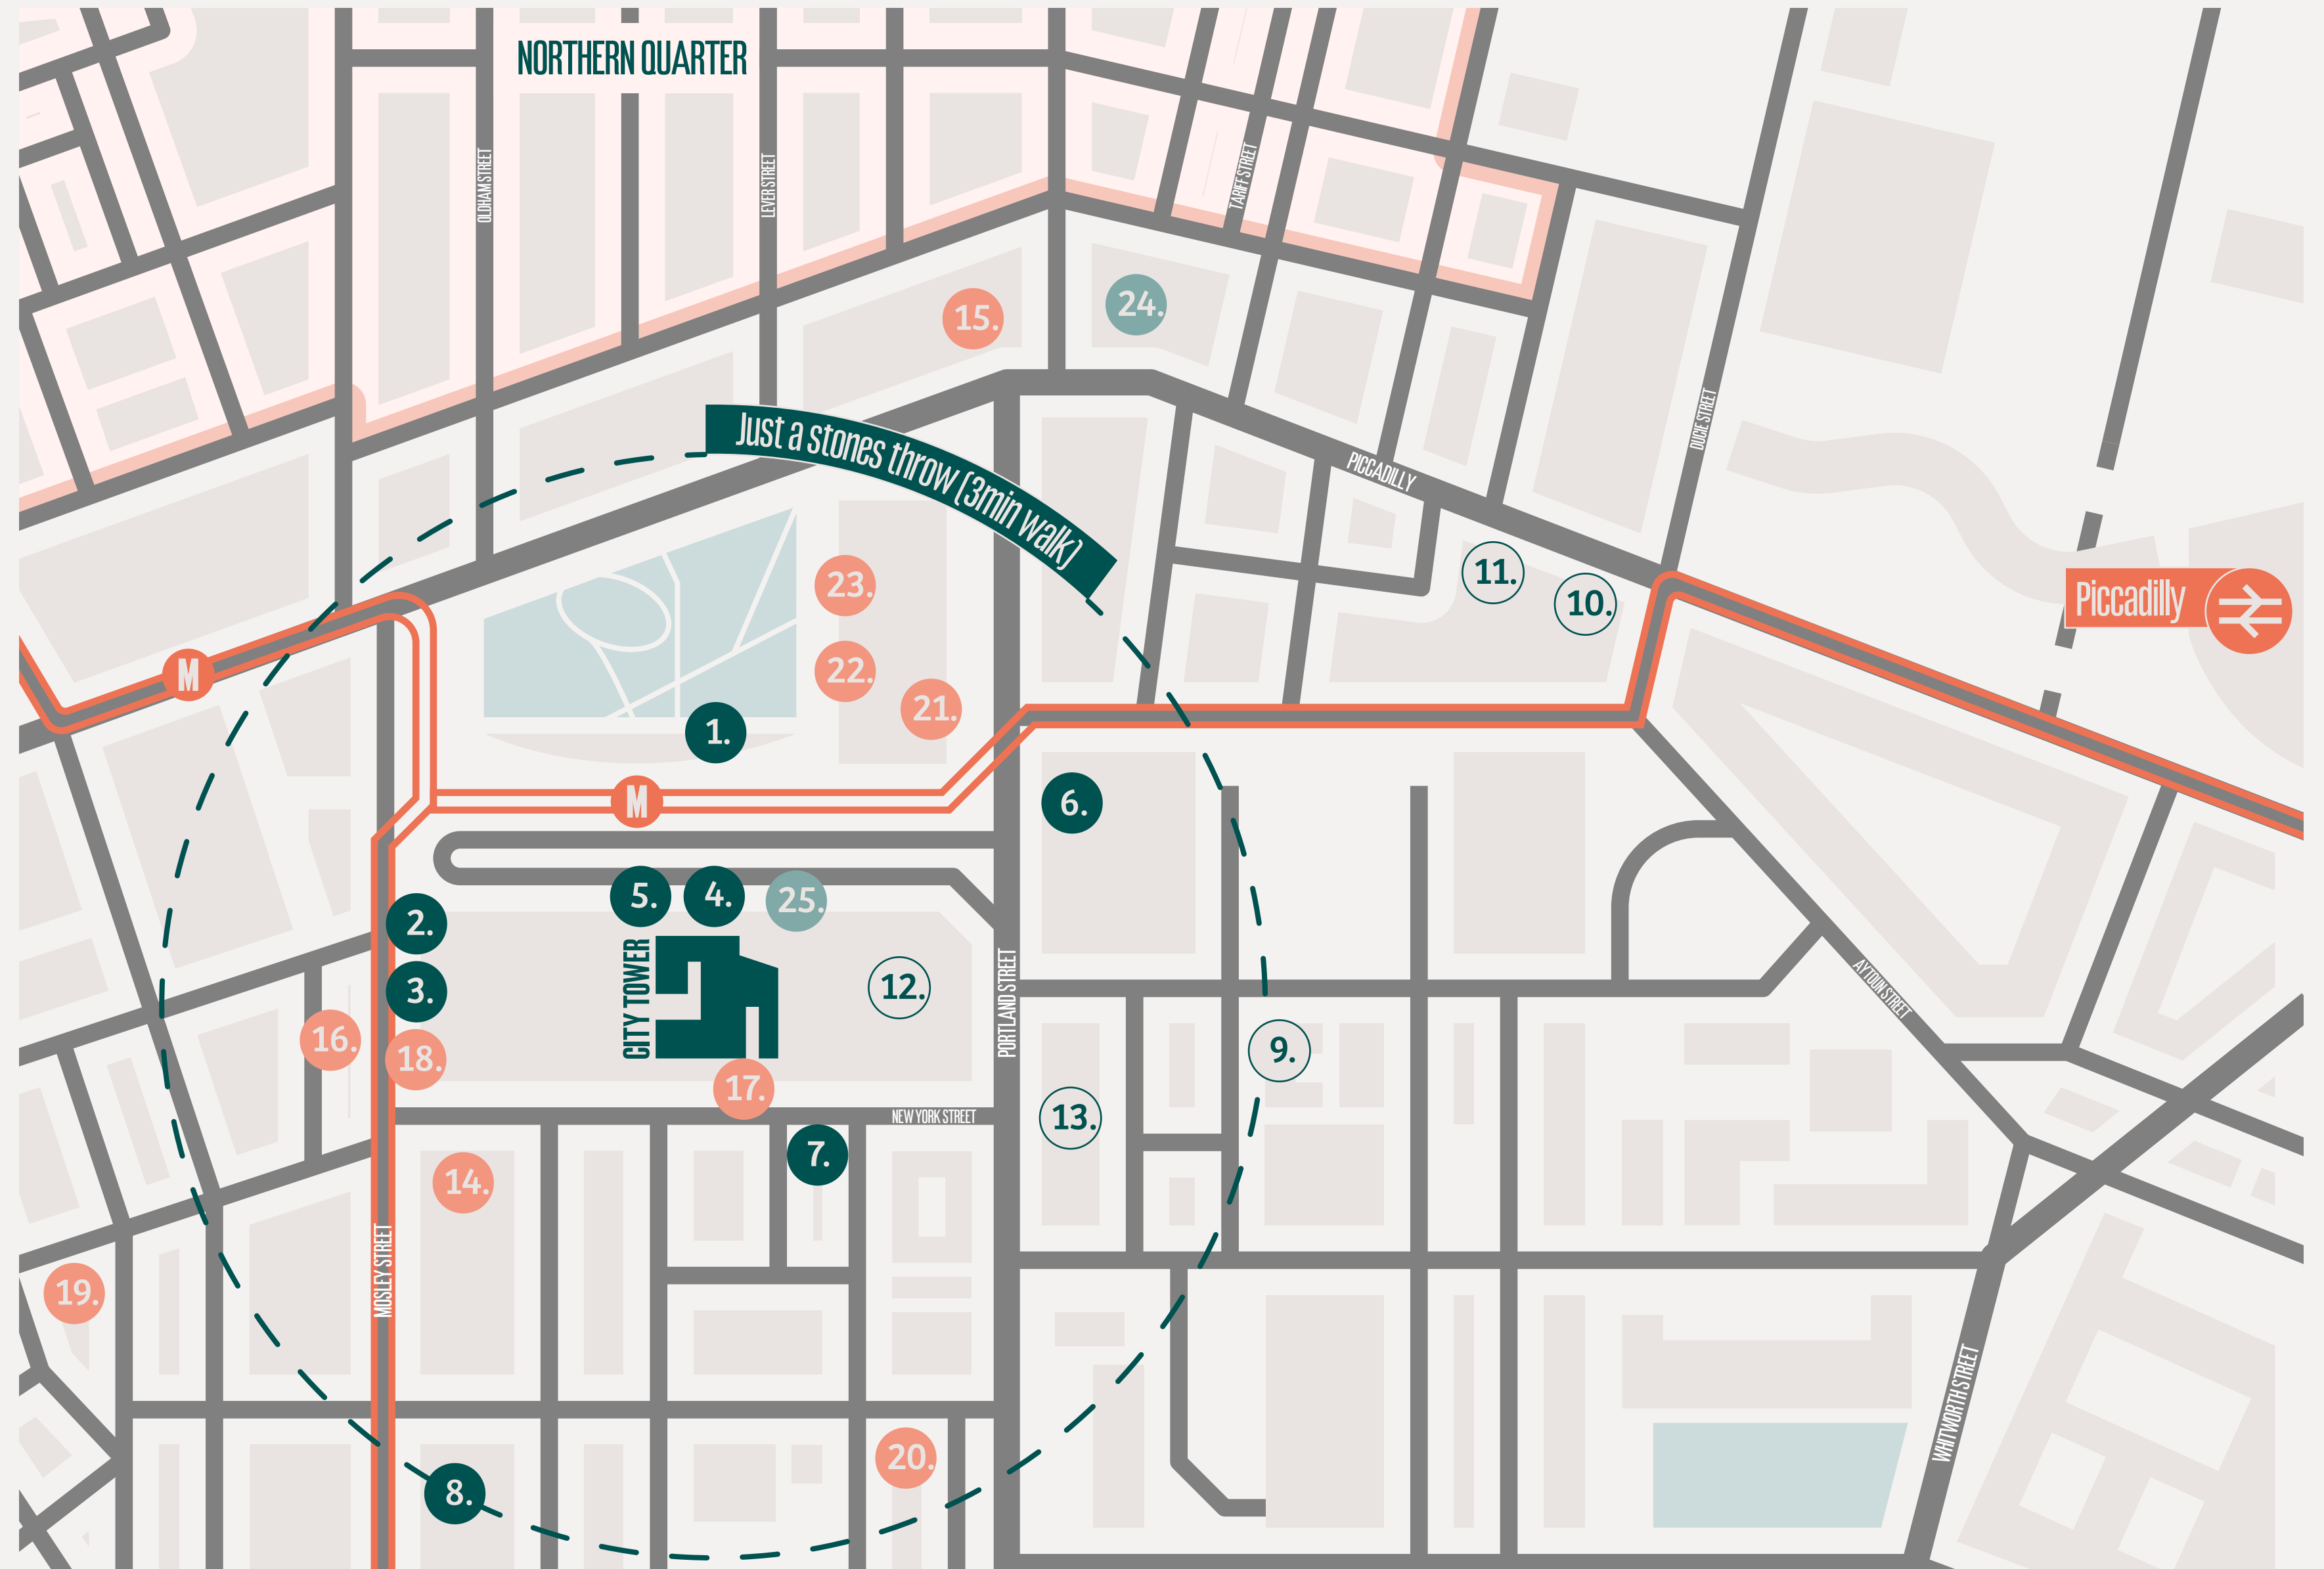 NORTHERN QUARTER
OLDHAM STREET
LEVER STREET
TARIFF STREET
15.
24.
DUCIE STREET
Just a stones throw (3min walk)
PICCADILLY
11.
10.
23.
22.
21.
Piccadilly
M
1.
M
6.
5.
4.
25.
2.
3.
CITY TOWER
12.
PORTLAND STREET
AYTOUN STREET
16.
18.
9.
17.
NEW YORK STREET
13.
7.
14.
MOSLEY STREET
19.
WHITWORTH STREET
20.
8.